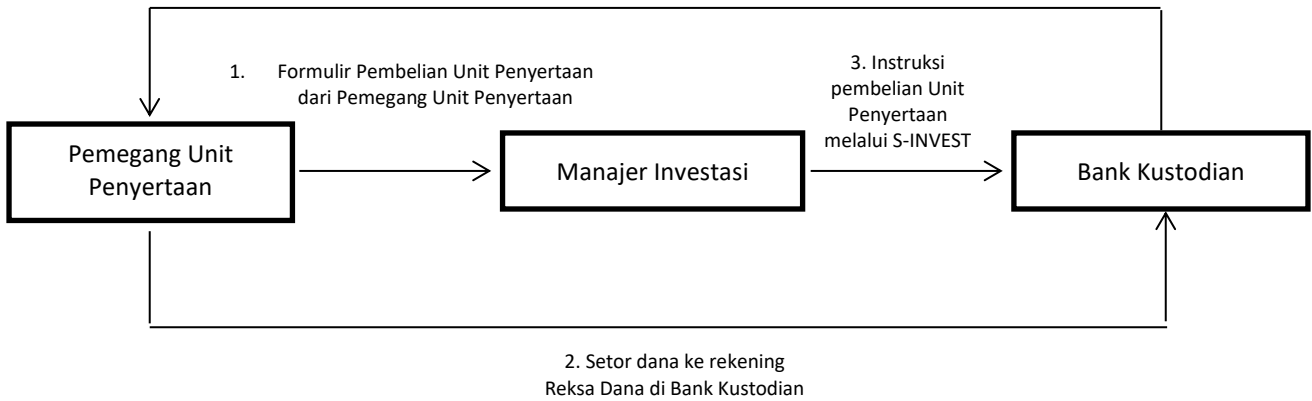 1. Formulir Pembelian Unit Penyertaan
dari Pemegang Unit Penyertaan
3. Instruksi
pembelian Unit
Penyertaan
melalui S-INVEST
Pemegang Unit
Penyertaan
Manajer Investasi
Bank Kustodian
2. Setor dana ke rekening
Reksa Dana di Bank Kustodian